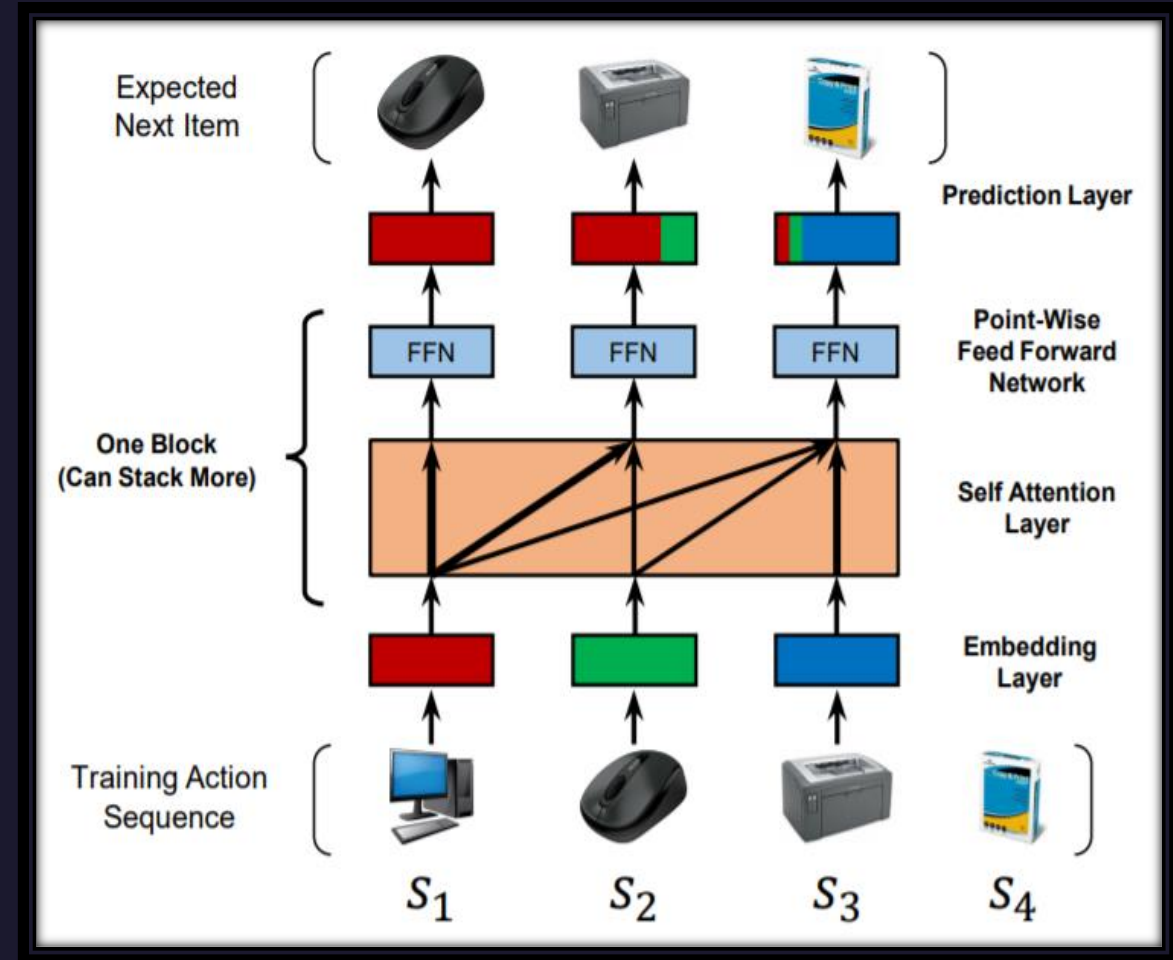 Expected
Next Item
Prediction Layer
Point-Wise
Feed Forward
Network
FFN
FFN
FFN
One Block
(Can Stack More)
Self Attention
Layer
Embedding
Layer
Training Action
Sequence
S1
S2
S3
S4